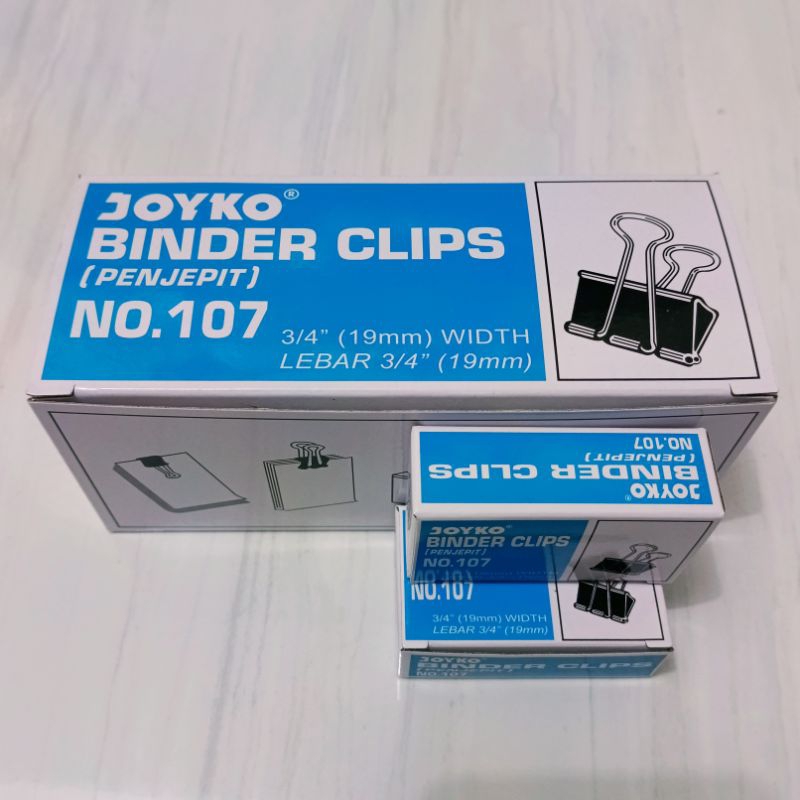 JOYKO®
BINDER CLIPS
(PENJEPIT)
NO.107
3/4" (19mm) WIDTH
LEBAR 3/4" (19mm)
JOYKO®
BINDER CLIPS
(PENJEPIT)
NO.107
JOYKO®
BINDER CLIPS
(PENJEPIT)
NO.107
NO.107
3/4" (19mm) WIDTH
LEBAR 3/4" (19mm)
JOYKO®
BINDER CLIPS
NO.107